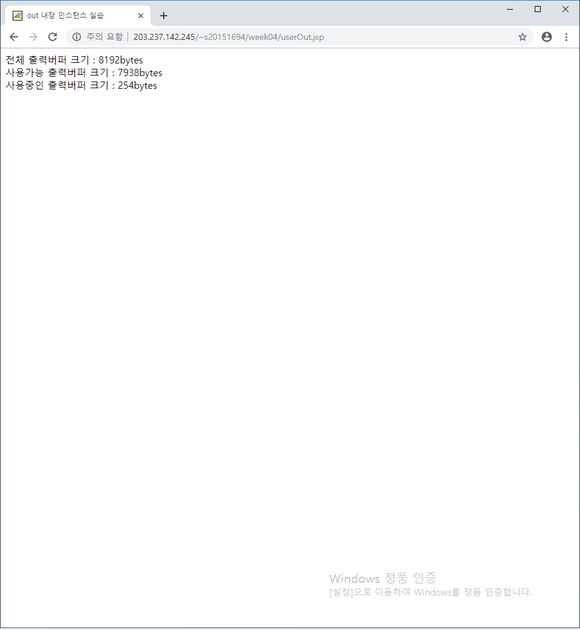 out 내장 인스턴스 실습
주의 요함 | 203.237.142.245/~s20151694/week04/userOut.jsp
전체 출력버퍼 크기 : 8192bytes
사용가능 출력버퍼 크기 : 7938bytes
사용중인 출력버퍼 크기 : 254bytes
Windows 정품 인증
[설정]으로 이동하여 Windows를 정품 인증합니다.